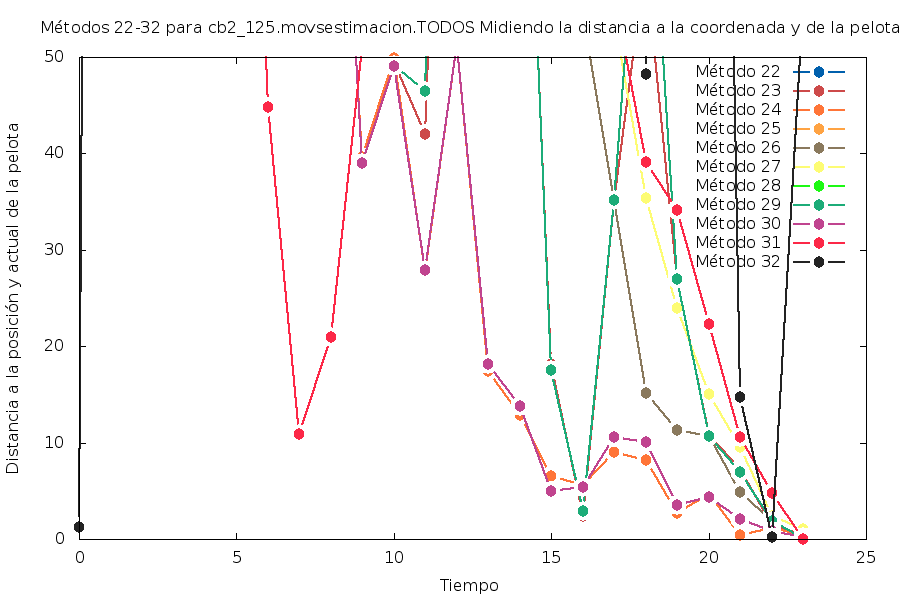 Métodos 22-32 para cb2_125.movsestimacion.TODOS Midiendo la distancia a la coordenada y de la pelota
Distancia a la posición y actual de la pelota
50
40
30
20
10
0
0 5 10 15 20 25
Tiempo
Método 22
Método 23
Método 24
Método 25
Método 26
Método 27
Método 28
Método 29
Método 30
Método 31
Método 32